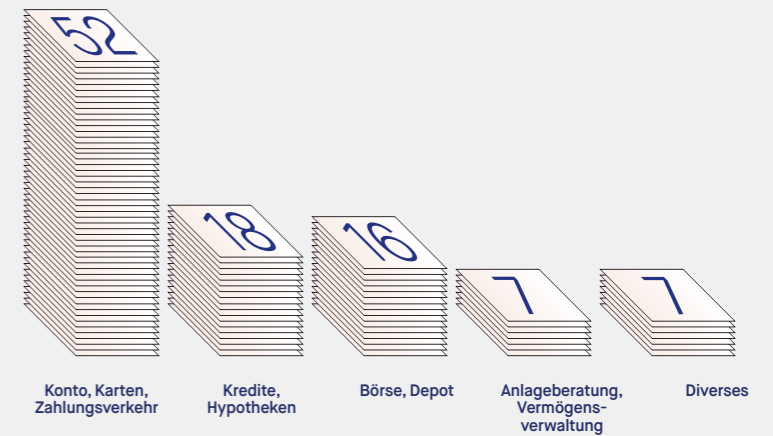 52
18
16
7
7
Konto, Karten,
Zahlungsverkehr
Kredite,
Hypotheken
Börse, Depot
Anlageberatung,
Vermögens-
verwaltung
Diverses